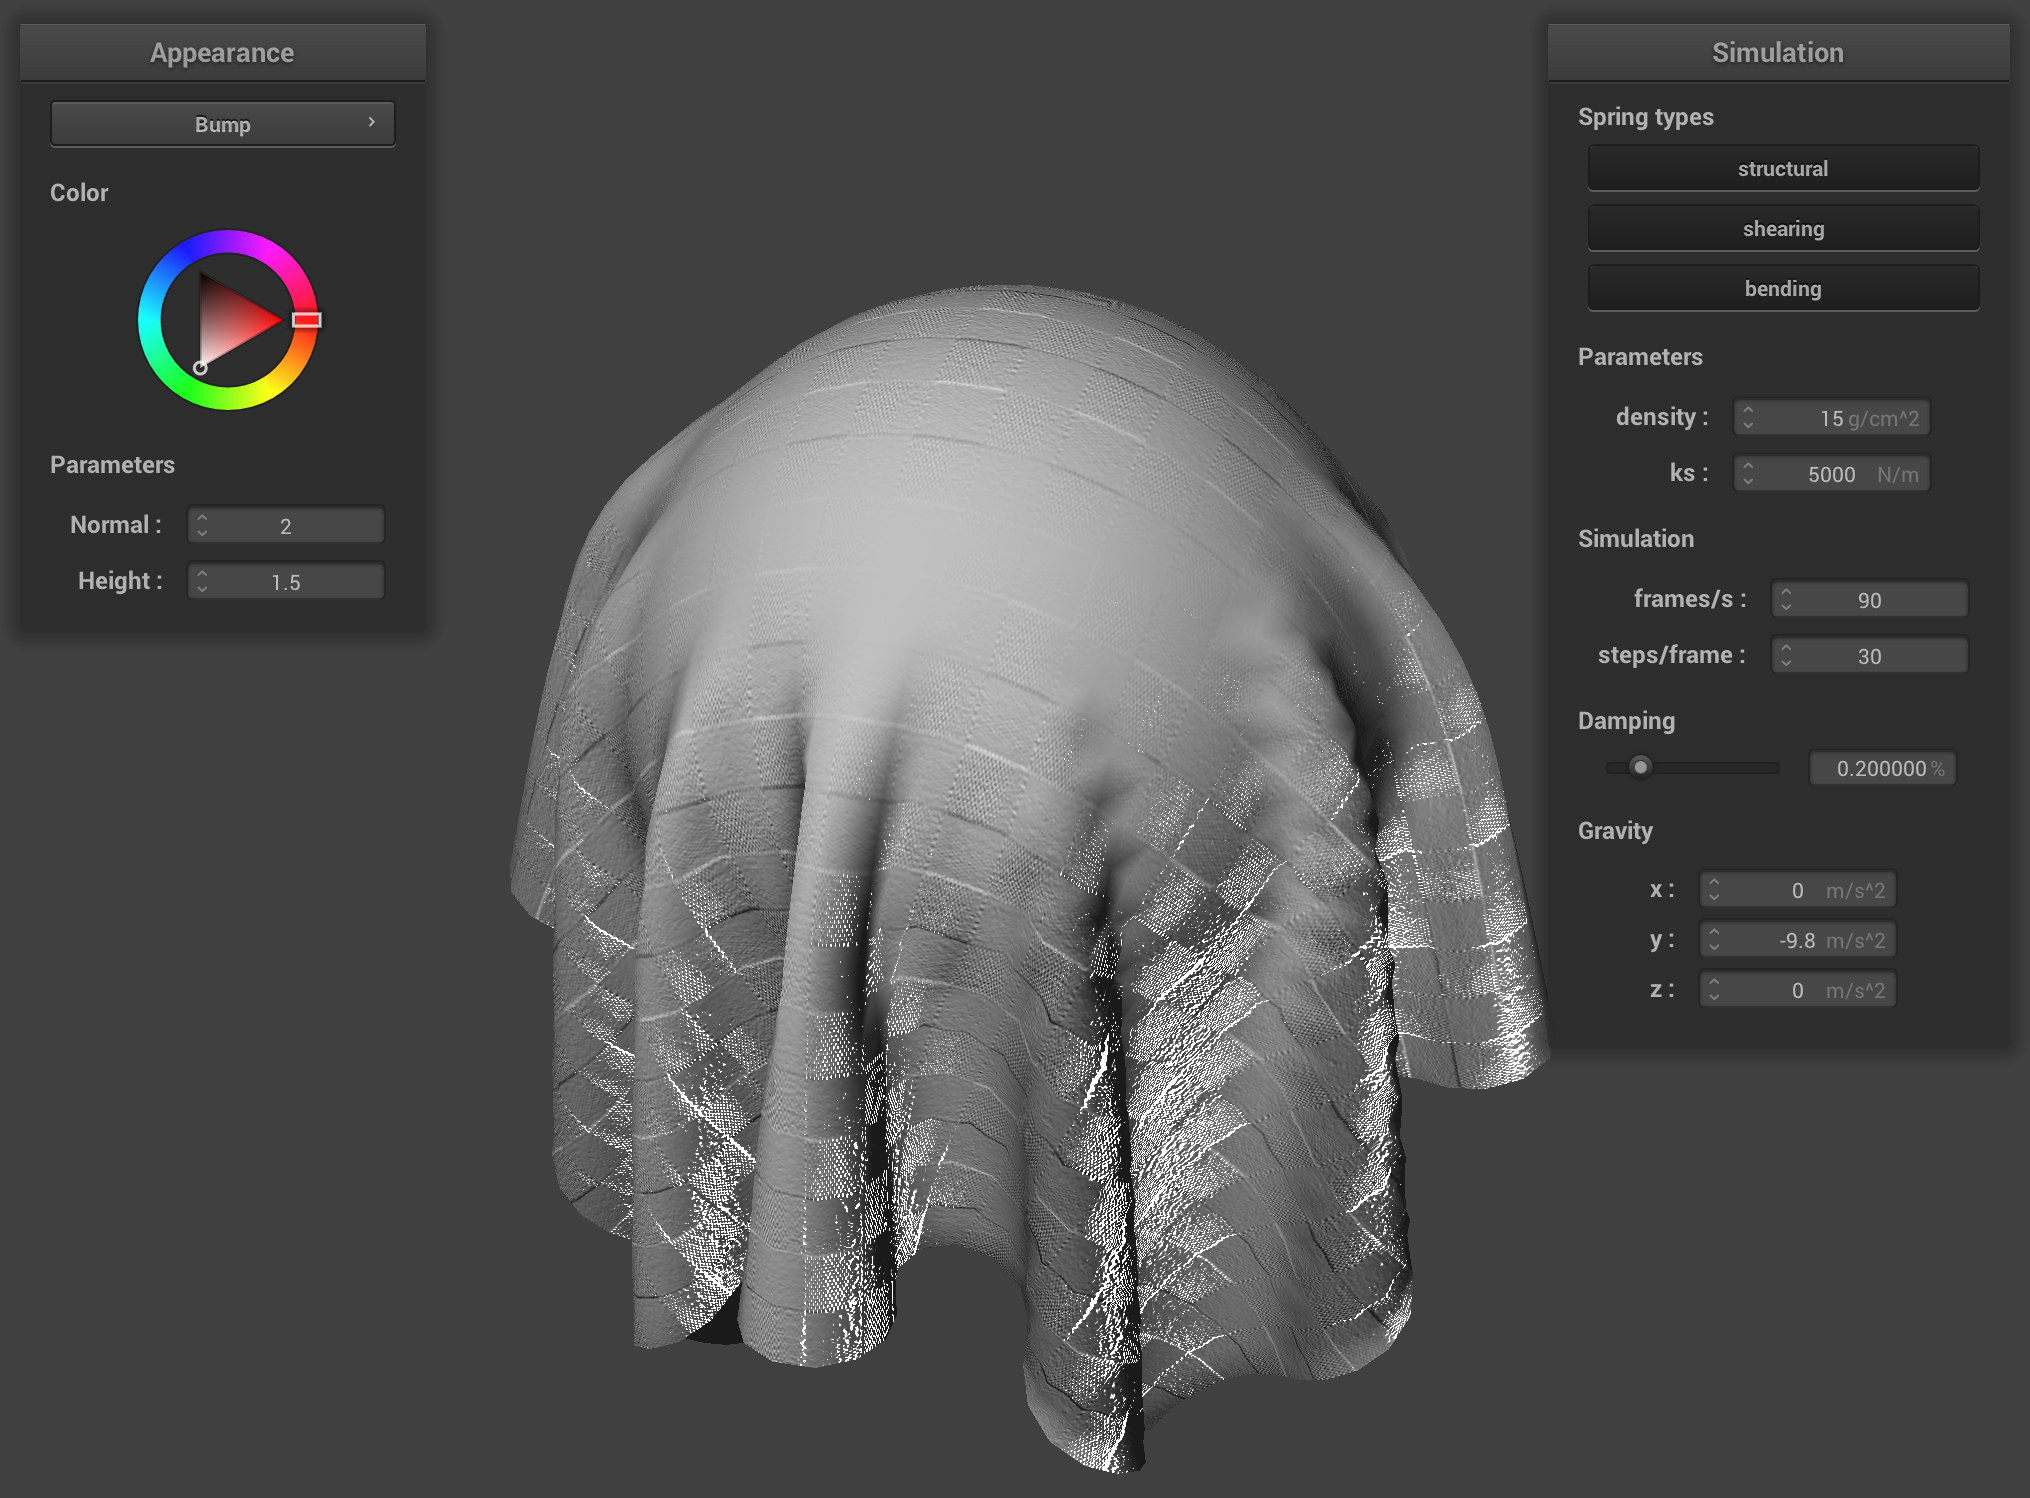 Appearance
Bump
Color
Parameters
Normal : 2
Height : 1.5
Simulation
Spring types
structural
shearing
bending
Parameters
density : 15 g/cm^2
ks : 5000 N/m
Simulation
frames/s : 90
steps/frame : 30
Damping
0.200000 %
Gravity
x : 0 m/s^2
y : -9.8 m/s^2
z : 0 m/s^2